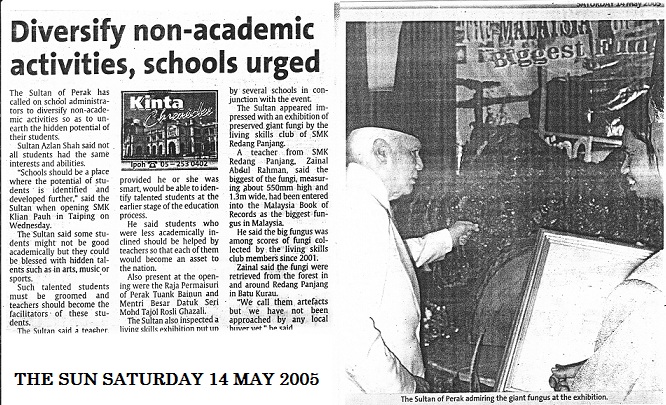 Diversify non-academic
activities, schools urged
The Sultan of Perak has
called on school administra-
tors to diversify non-acade-
mic activities so as to un-
earth the hidden potential of
their students.
Sultan Azlan Shah said not
all students had the same
interests and abilities.
"Schools should be a place
where the potential of stu-
dents is identified and
developed further," said the
Sultan when opening SMK
Klian Pauh in Taiping on
Wednesday.
The Sultan said some stu-
dents might not be good
academically but they could
be blessed with hidden tal-
ents such as in arts, music or
sports.
Such talented students
must be groomed and
teachers should become the
facilitators of these stu-
dents.
The Sultan said a teacher,
Kinta
Chronicles
Ipoh ☎ 05-253 0402
provided he or she was
smart, would be able to iden-
tify talented students at the
earlier stage of the education
process.
He said students who
were less academically in-
clined should be helped by
teachers so that each of them
would become an asset to
the nation.
Also present at the open-
ing were the Raja Permaisuri
of Perak Tuank Bainun and
Mentri Besar Datuk Seri
Mohd Tajol Rosli Ghazali.
The Sultan also inspected a
living skills exhibition put up
by several schools in con-
junction with the event.
The Sultan appeared im-
pressed with an exhibition of
preserved giant fungi by the
living skills club of SMK
Redang Panjang.
A teacher from SMK
Redang Panjang, Zainal
Abdul Rahman, said the
biggest of the fungi, measur-
ing about 550mm high and
1.3m wide, had been entered
into the Malaysia Book of
Records as the biggest fun-
gus in Malaysia.
He said the big fungus was
among scores of fungi col-
lected by the living skills
club members since 2001.
Zainal said the fungi were
retrieved from the forest in
and around Redang Panjang
in Batu Kurau.
"We call them artefacts
but we have not been
approached by any local
buyer yet," he said.
THE SUN SATURDAY 14 MAY 2005
SATURDAY 14 May 2005
THE MALAYSIA
Biggest Fun
The Sultan of Perak admiring the giant fungus at the exhibition.